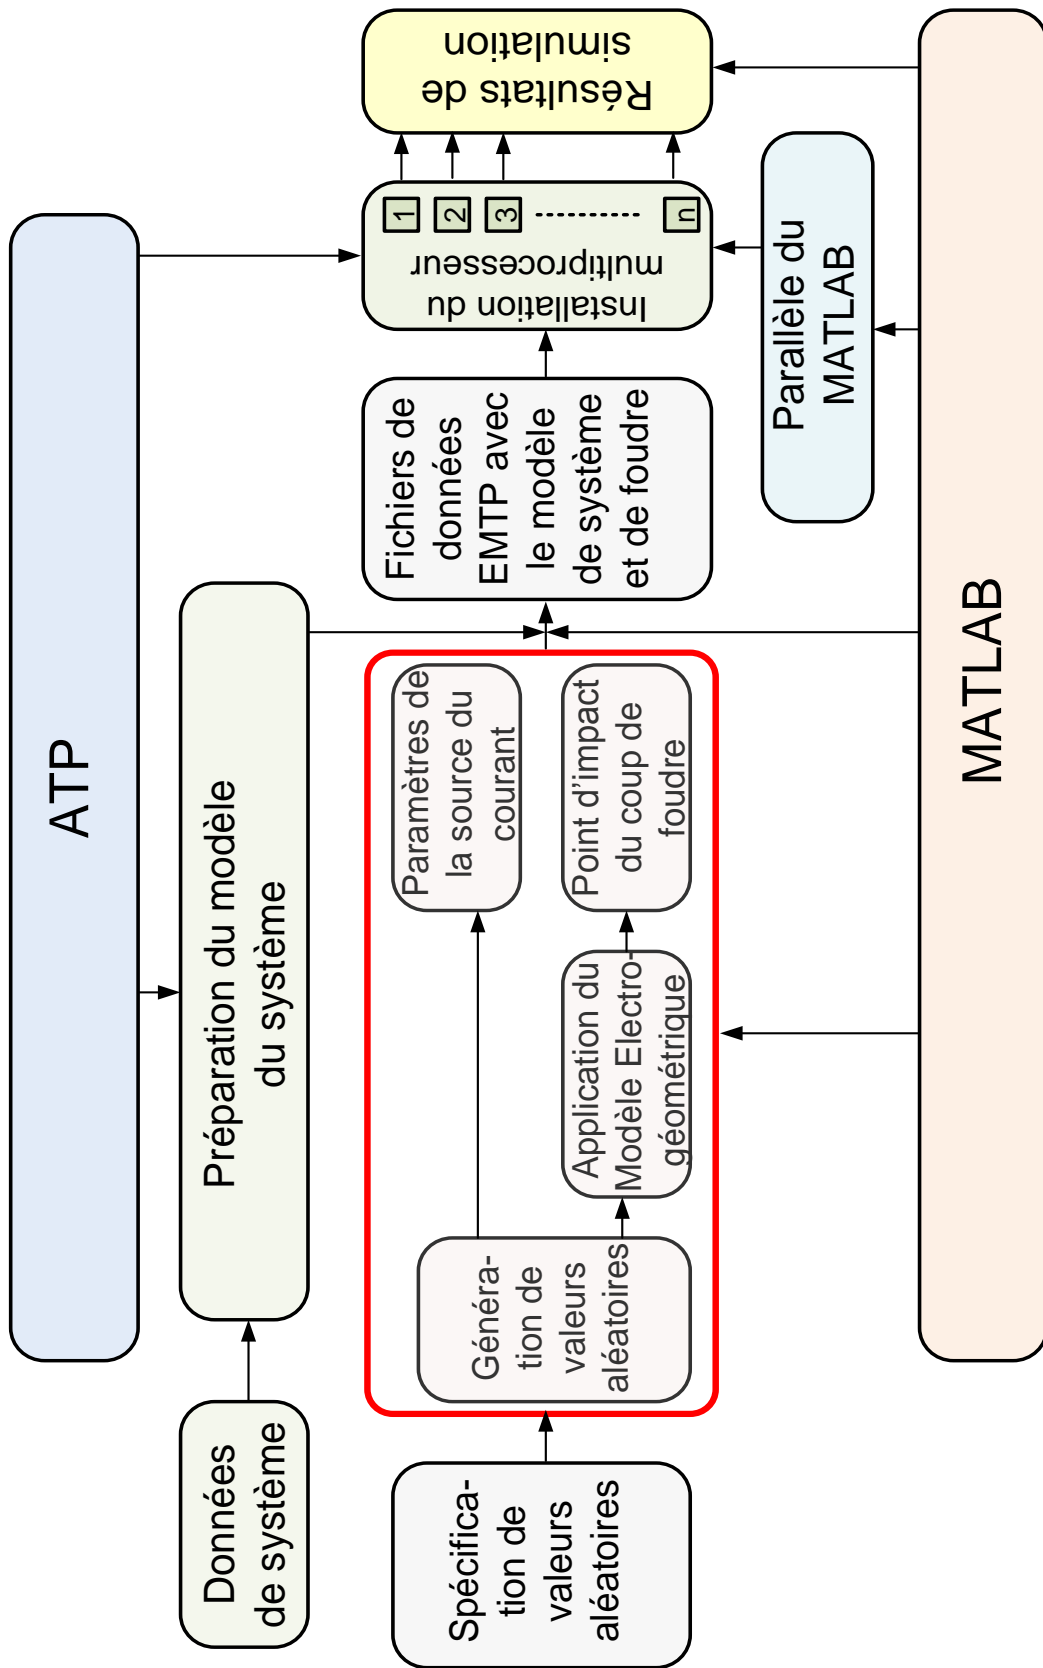 ATP
Données
de système
Préparation du modèle
du système
Spécifica-
tion de
valeurs
aléatoires
Généra-
tion de
valeurs
aléatoires
Paramètres de
la source du
courant
Application du
Modèle Electro-
géométrique
Point d’impact
du coup de
foudre
Fichiers de
données
EMTP avec
le modèle
de système
et de foudre
Installation du
multiprocesseur
1
2
3
n
Résultats de
simulation
Parallèle du
MATLAB
MATLAB